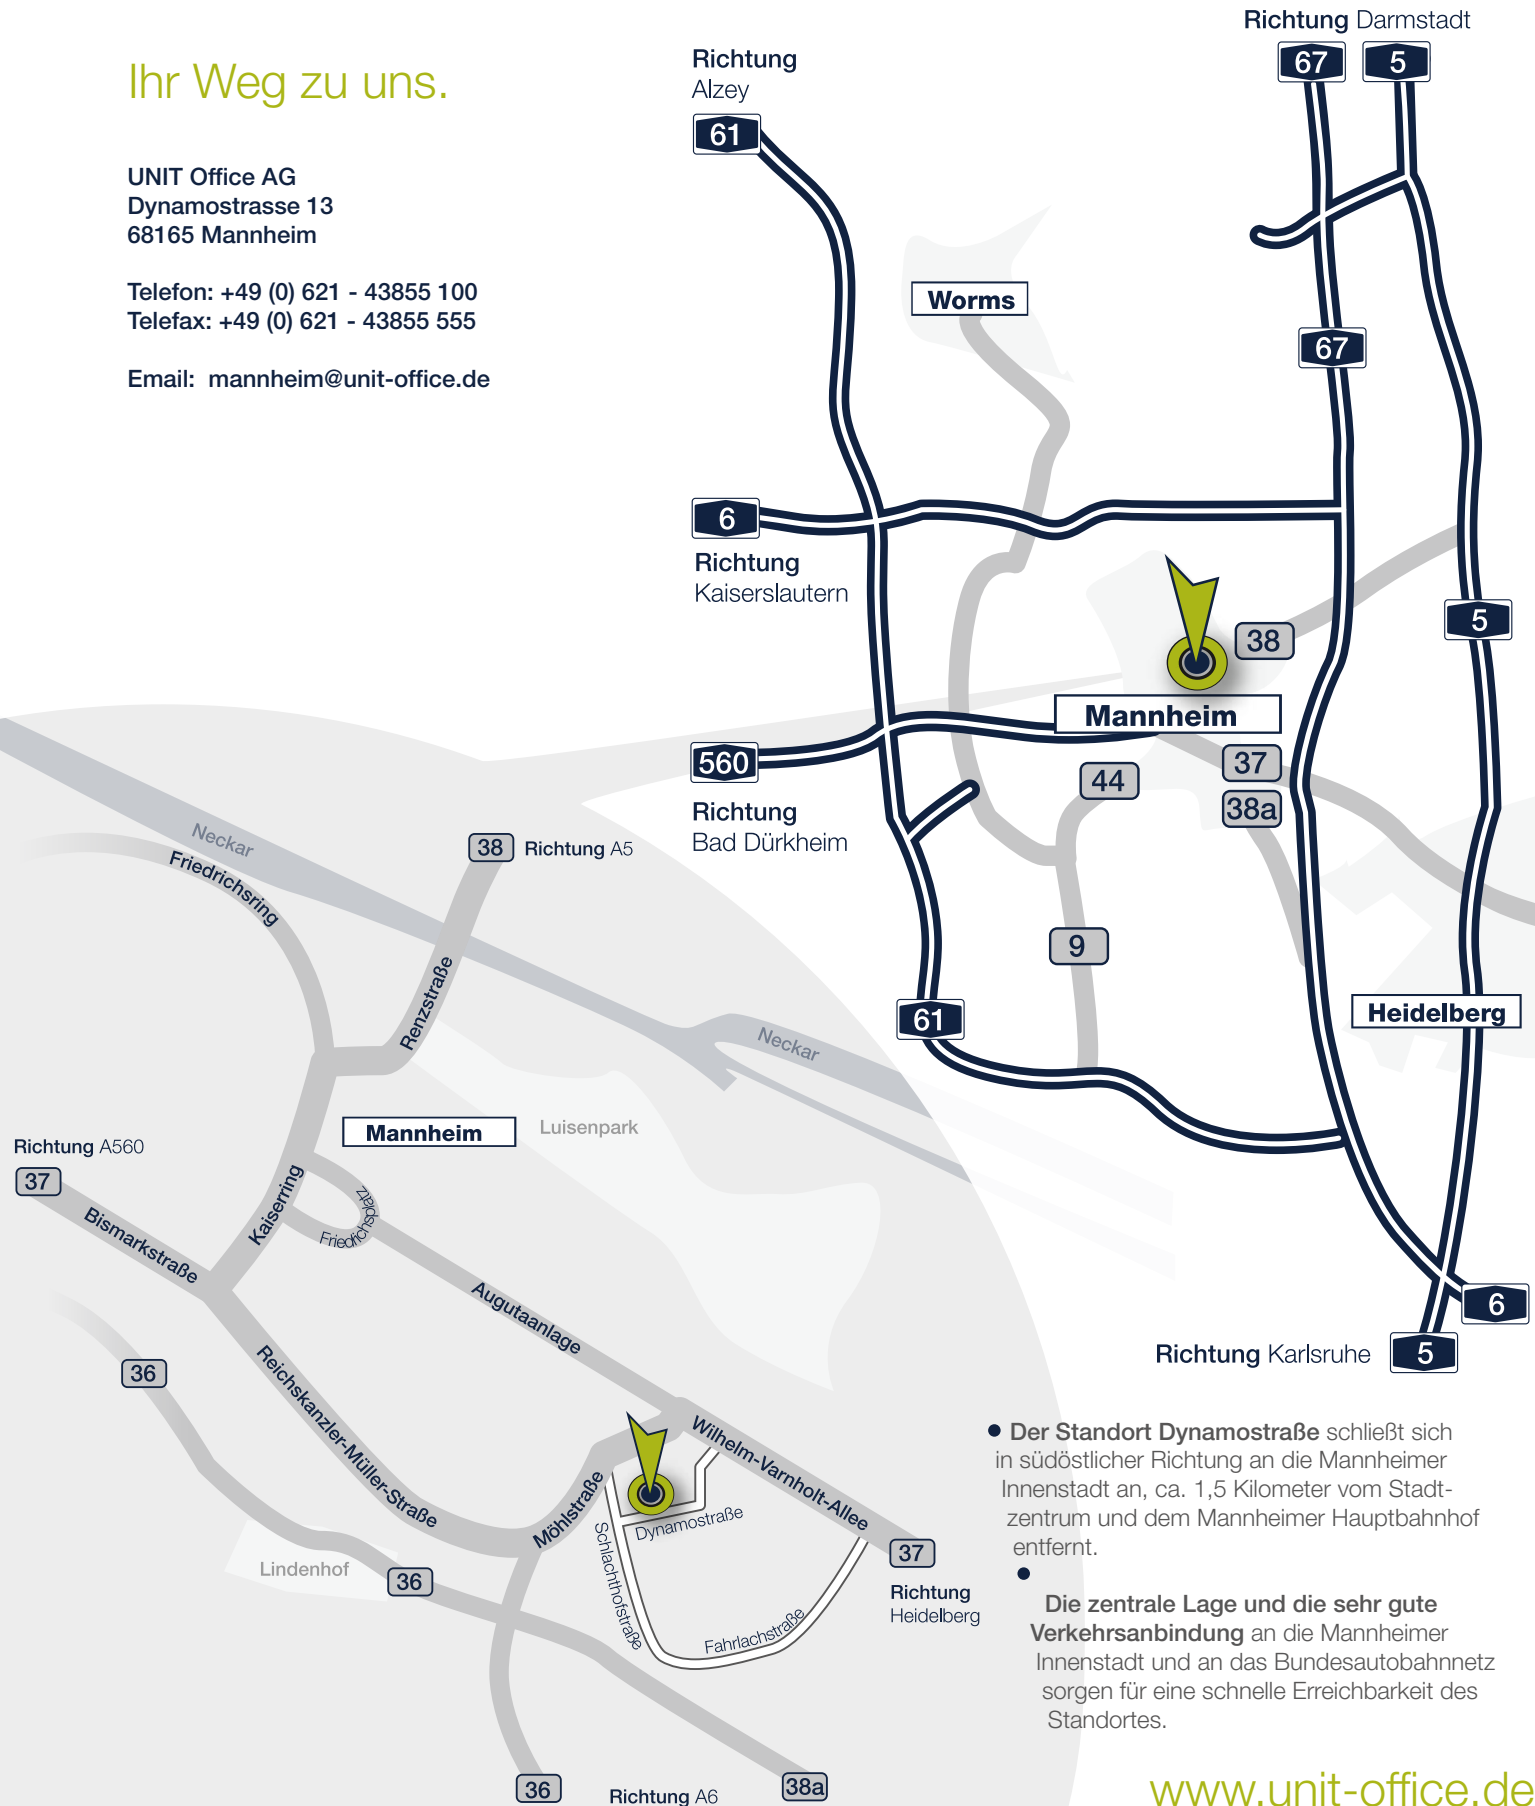 Ihr Weg zu uns.
UNIT Office AG
Dynamostrasse 13
68165 Mannheim
Telefon: +49 (0) 621 - 43855 100
Telefax: +49 (0) 621 - 43855 555
Email: mannheim@unit-office.de
Richtung Darmstadt
67
5
Richtung
Alzey
61
Worms
67
6
Richtung
Kaiserslautern
5
38
Mannheim
560
37
44
38a
Richtung
Bad Dürkheim
9
61
Heidelberg
6
Richtung Karlsruhe
5
Neckar
Friedrichsring
38
Richtung A5
Renzstraße
Neckar
Mannheim
Luisenpark
Richtung A560
37
Bismarkstraße
Kaiserring
Friedrichsplatz
Augutaanlage
36
Reichskanzler-Müller-Straße
Wilhelm-Varnholt-Allee
Möhlstraße
Dynamostraße
Schlachthofstraße
Fahrlachstraße
Lindenhof
36
37
Richtung
Heidelberg
36
Richtung A6
38a
● Der Standort Dynamostraße schließt sich
in südöstlicher Richtung an die Mannheimer
Innenstadt an, ca. 1,5 Kilometer vom Stadt-
zentrum und dem Mannheimer Hauptbahnhof
entfernt.
●
Die zentrale Lage und die sehr gute
Verkehrsanbindung an die Mannheimer
Innenstadt und an das Bundesautobahnnetz
sorgen für eine schnelle Erreichbarkeit des
Standortes.
www.unit-office.de